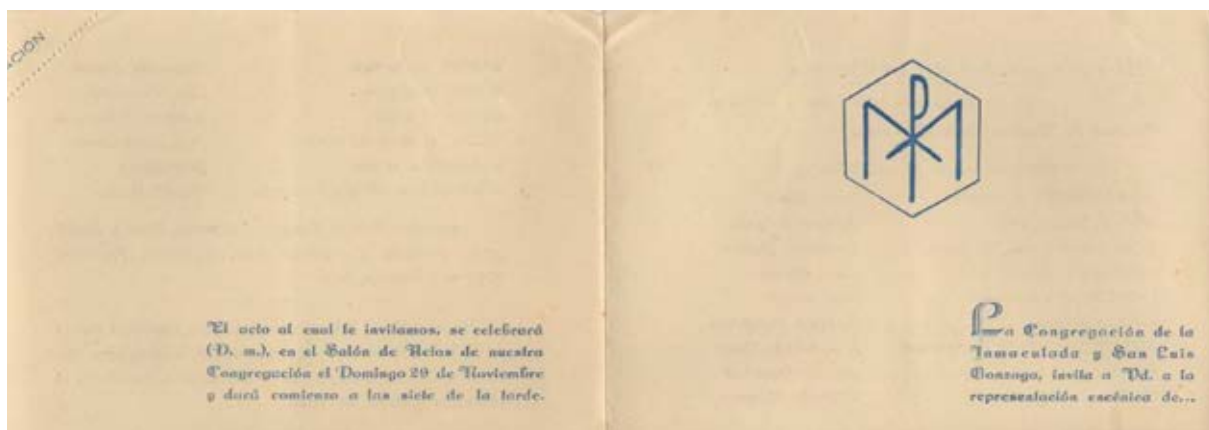 CIÓN
El acto al cual le invitamos, se celebrará
(D. m.), en el Salón de Actos de nuestra
Congregación el Domingo 29 de Noviembre
y dará comienzo a las siete de la tarde.
La Congregación de la
Inmaculada y San Luis
Gonzaga, invita a Vd. a la
representación escénica de...